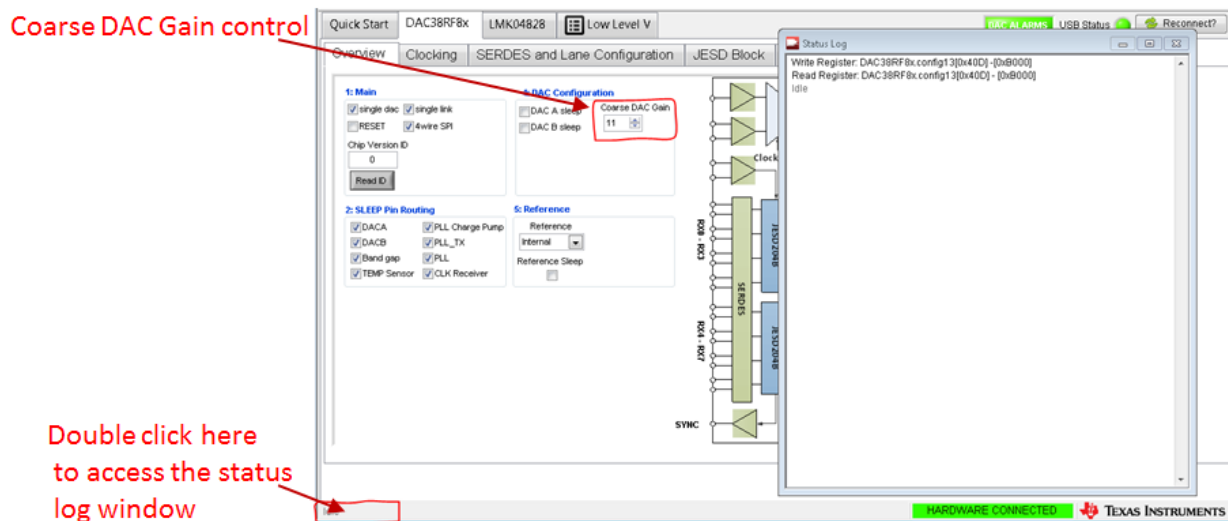 Coarse DAC Gain control
Quick Start
DAC38RF8x
LMK04828
Low Level V
DAC ALARMS
USB Status
Reconnect?
Overview
Clocking
SERDES and Lane Configuration
JESD Block
Status Log
Write Register: DAC38RF8x.config13[0x40D] -[0xB000]
Read Register: DAC38RF8x.config13[0x40D] - [0xB000]
Idle
1: Main
single dac
single link
RESET
4wire SPI
Chip Version ID
0
Read ID
DAC Configuration
DAC A sleep
DAC B sleep
Coarse DAC Gain
11
2: SLEEP Pin Routing
DACA
PLL Charge Pump
DACB
PLL_TX
Band gap
PLL
TEMP Sensor
CLK Receiver
5: Reference
Reference
Internal
Reference Sleep
Clock
RX0 - RX3
JESD204B
SERDES
RX4 - RX7
JESD204B
SYNC
Double click here
to access the status
log window
HARDWARE CONNECTED
TEXAS INSTRUMENTS